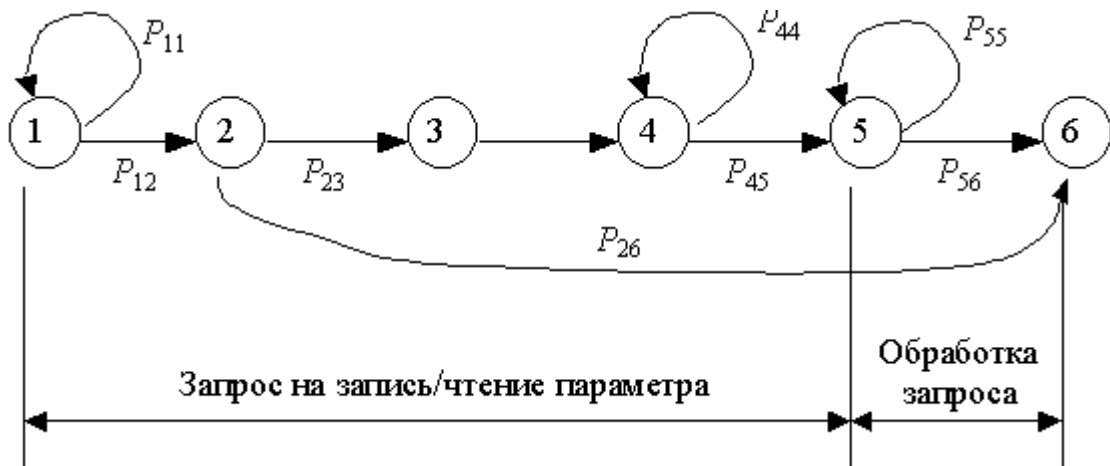 P11
P44
P55
1
2
3
4
5
6
P12
P23
P45
P56
P26
Запрос на запись/чтение параметра
Обработка
запроса